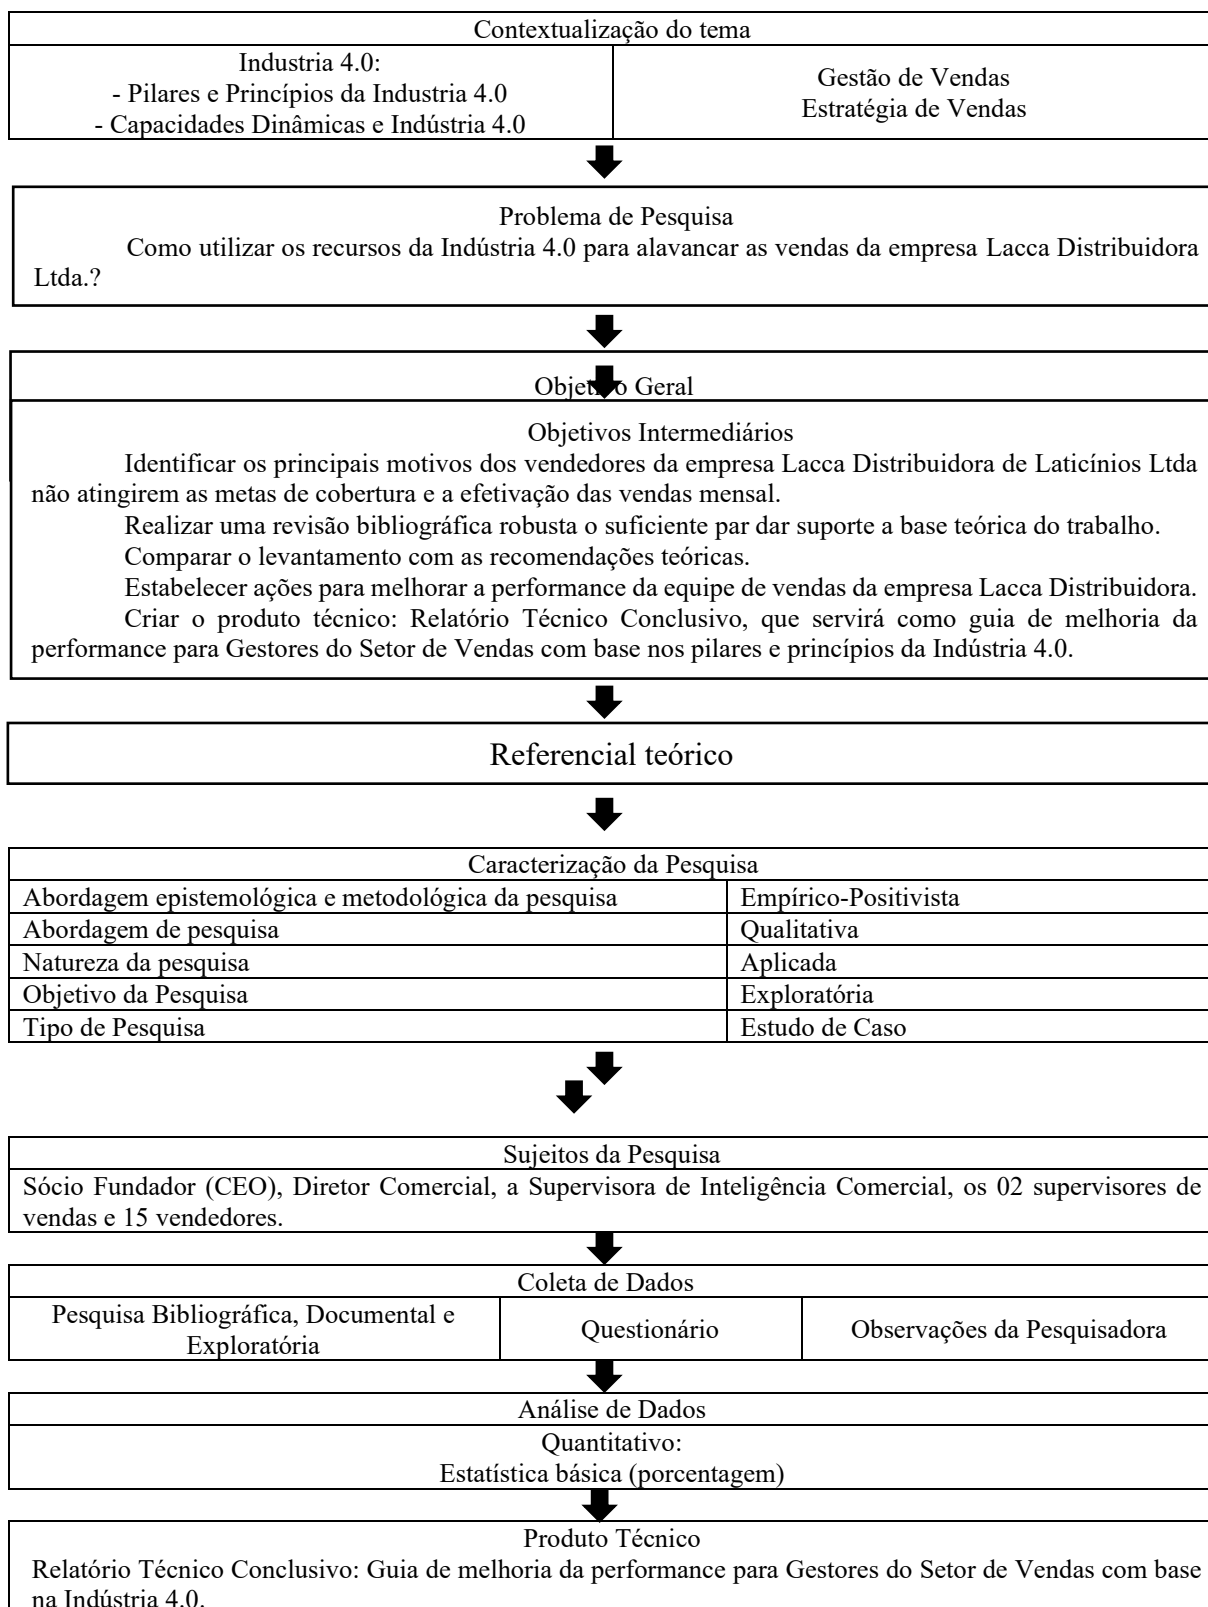 Contextualização do tema
Industria 4.0:
- Pilares e Princípios da Industria 4.0
- Capacidades Dinâmicas e Indústria 4.0
Gestão de Vendas
Estratégia de Vendas
Problema de Pesquisa
Como utilizar os recursos da Indústria 4.0 para alavancar as vendas da empresa Lacca Distribuidora
Ltda.?
Objetivo Geral
Objetivos Intermediários
Identificar os principais motivos dos vendedores da empresa Lacca Distribuidora de Laticínios Ltda
não atingirem as metas de cobertura e a efetivação das vendas mensal.
Realizar uma revisão bibliográfica robusta o suficiente par dar suporte a base teórica do trabalho.
Comparar o levantamento com as recomendações teóricas.
Estabelecer ações para melhorar a performance da equipe de vendas da empresa Lacca Distribuidora.
Criar o produto técnico: Relatório Técnico Conclusivo, que servirá como guia de melhoria da
performance para Gestores do Setor de Vendas com base nos pilares e princípios da Indústria 4.0.
Referencial teórico
Caracterização da Pesquisa
Abordagem epistemológica e metodológica da pesquisa
Empírico-Positivista
Abordagem de pesquisa
Qualitativa
Natureza da pesquisa
Aplicada
Objetivo da Pesquisa
Exploratória
Tipo de Pesquisa
Estudo de Caso
Sujeitos da Pesquisa
Sócio Fundador (CEO), Diretor Comercial, a Supervisora de Inteligência Comercial, os 02 supervisores de
vendas e 15 vendedores.
Coleta de Dados
Pesquisa Bibliográfica, Documental e
Exploratória
Questionário
Observações da Pesquisadora
Análise de Dados
Quantitativo:
Estatística básica (porcentagem)
Produto Técnico
Relatório Técnico Conclusivo: Guia de melhoria da performance para Gestores do Setor de Vendas com base
na Indústria 4.0.